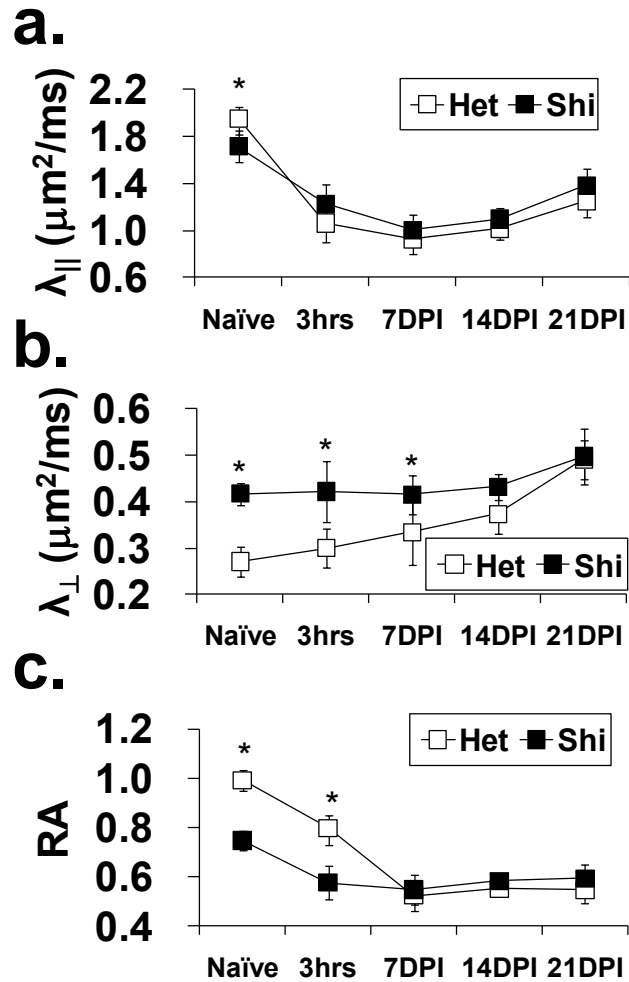 a.
*
Het Shi
λ∥ (μm²/ms)
2.2
1.8
1.4
1.0
0.6
Naïve 3hrs 7DPI 14DPI 21DPI
b.
* * *
λ⊥ (μm²/ms)
0.6
0.5
0.4
0.3
0.2
Het Shi
Naïve 3hrs 7DPI 14DPI 21DPI
c.
* *
Het Shi
RA
1.2
1.0
0.8
0.6
0.4
Naïve 3hrs 7DPI 14DPI 21DPI